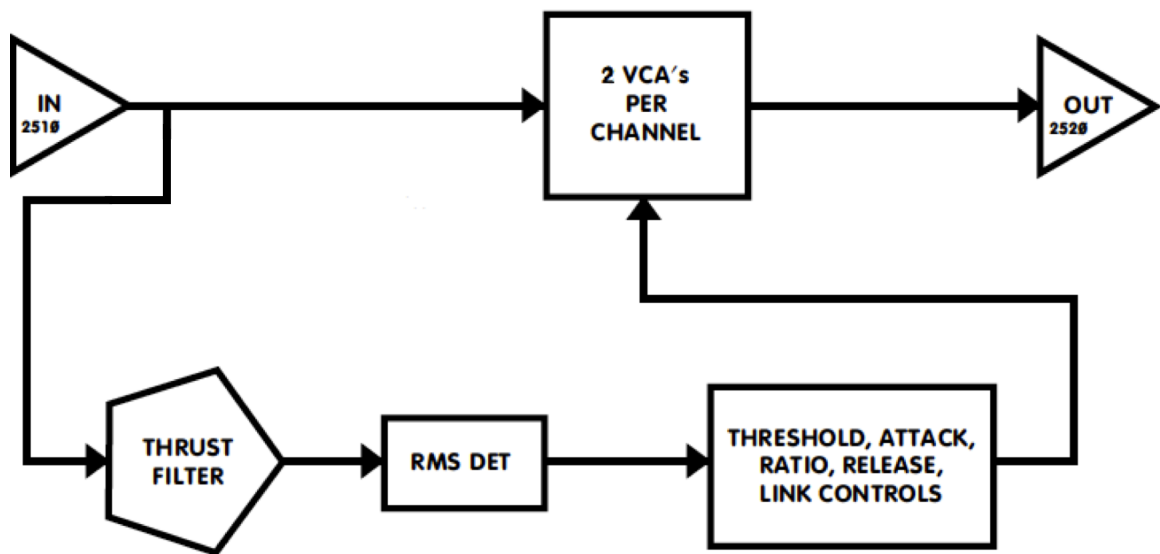 IN
2510
2 VCA's
PER
CHANNEL
OUT
2520
THRUST
FILTER
RMS DET
THRESHOLD, ATTACK,
RATIO, RELEASE,
LINK CONTROLS